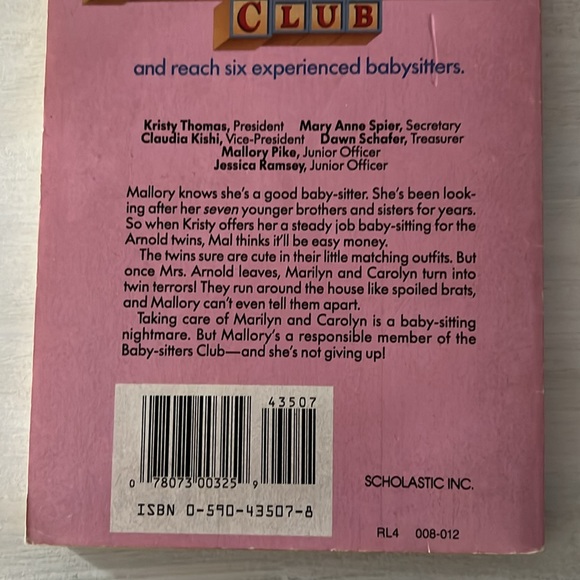 CLUB
and reach six experienced babysitters.
Kristy Thomas, President Mary Anne Spier, Secretary
Claudia Kishi, Vice-President Dawn Schafer, Treasurer
Mallory Pike, Junior Officer
Jessica Ramsey, Junior Officer
Mallory knows she's a good baby-sitter. She's been look-
ing after her seven younger brothers and sisters for years.
So when Kristy offers her a steady job baby-sitting for the
Arnold twins, Mal thinks it'll be easy money.
The twins sure are cute in their little matching outfits. But
once Mrs. Arnold leaves, Marilyn and Carolyn turn into
twin terrors! They run around the house like spoiled brats,
and Mallory can't even tell them apart.
Taking care of Marilyn and Carolyn is a baby-sitting
nightmare. But Mallory's a responsible member of the
Baby-sitters Club—and she's not giving up!
43507
0 78073 00325 9
ISBN 0-590-43507-8
SCHOLASTIC INC.
RL4 008-012